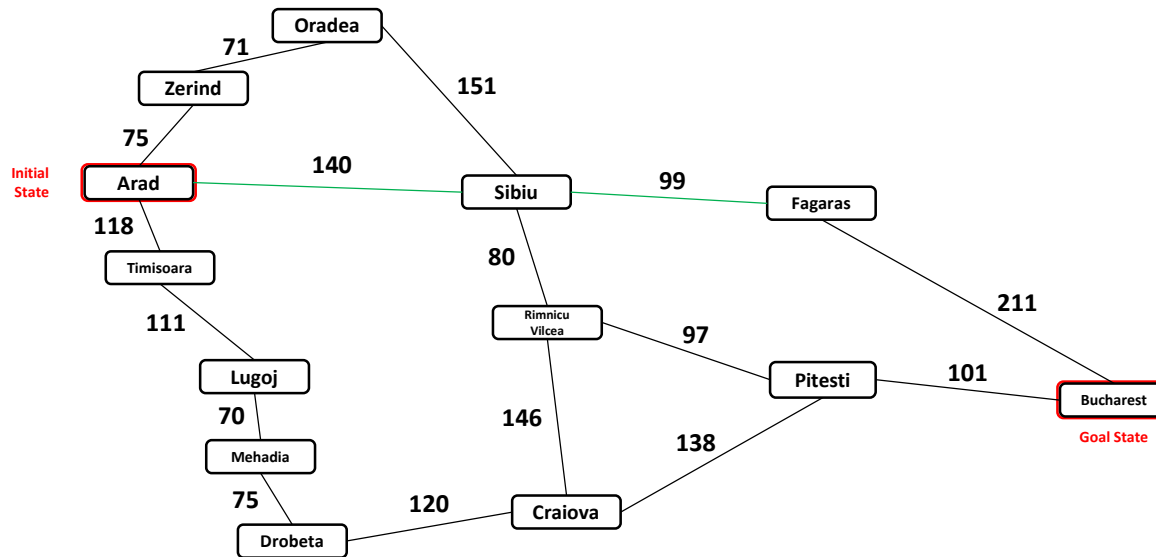 Oradea
71
Zerind
151
75
Initial
State
Arad
140
Sibiu
99
Fagaras
118
80
Timisoara
111
Rimnicu
Vilcea
97
211
Lugoj
Pitesti
101
Bucharest
70
146
138
Goal State
Mehadia
75
120
Craiova
Drobeta